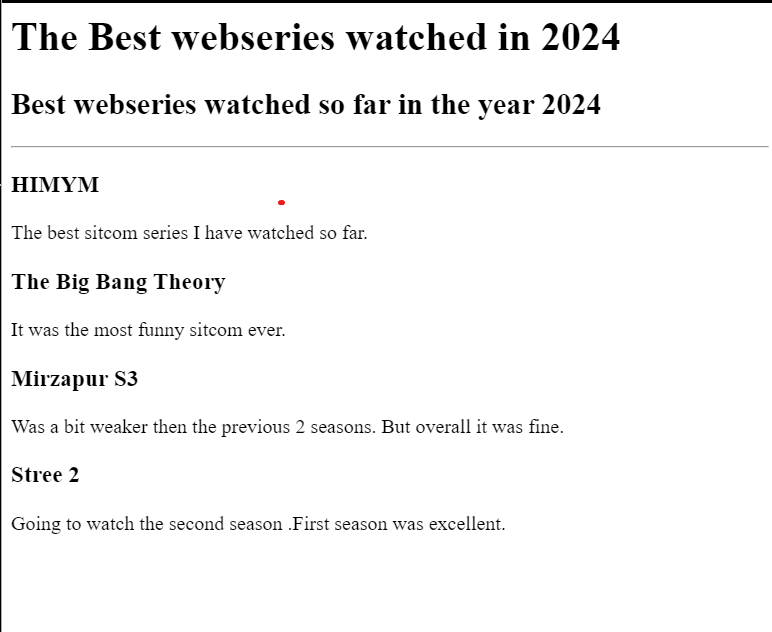 The Best webseries watched in 2024
Best webseries watched so far in the year 2024
HIMYM
The best sitcom series I have watched so far.
The Big Bang Theory
It was the most funny sitcom ever.
Mirzapur S3
Was a bit weaker then the previous 2 seasons. But overall it was fine.
Stree 2
Going to watch the second season .First season was excellent.